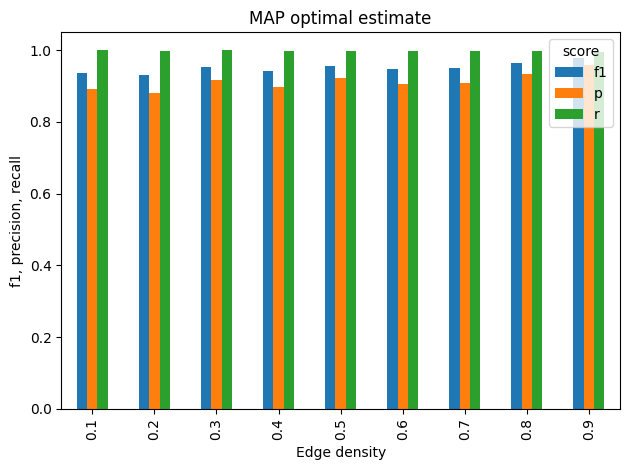 MAP optimal estimate
f1, precision, recall
1.0
0.8
0.6
0.4
0.2
0.0
score
f1
p
r
0.1 0.2 0.3 0.4 0.5 0.6 0.7 0.8 0.9
Edge density